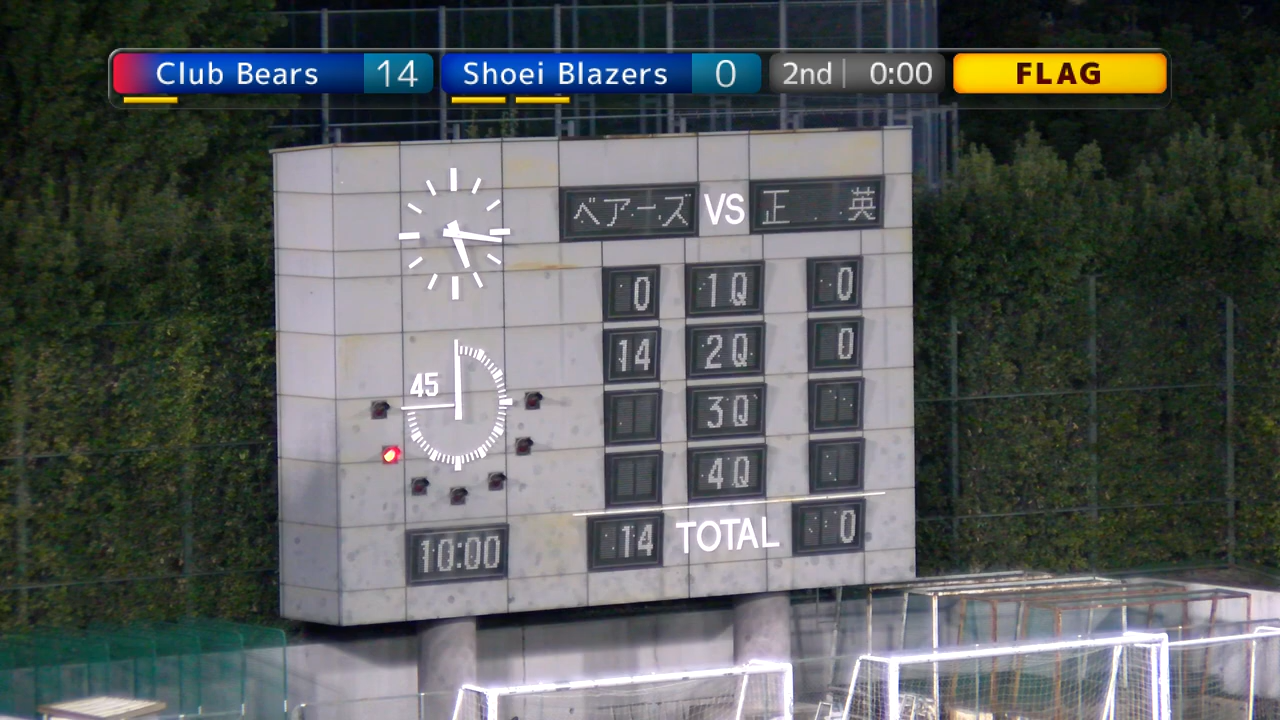 Club Bears 14 Shoei Blazers 0 2nd 0:00 FLAG
ベアーズ VS 正 英
0 1Q 0
14 2Q 0
45
3Q
4Q
14 TOTAL 0
10:00